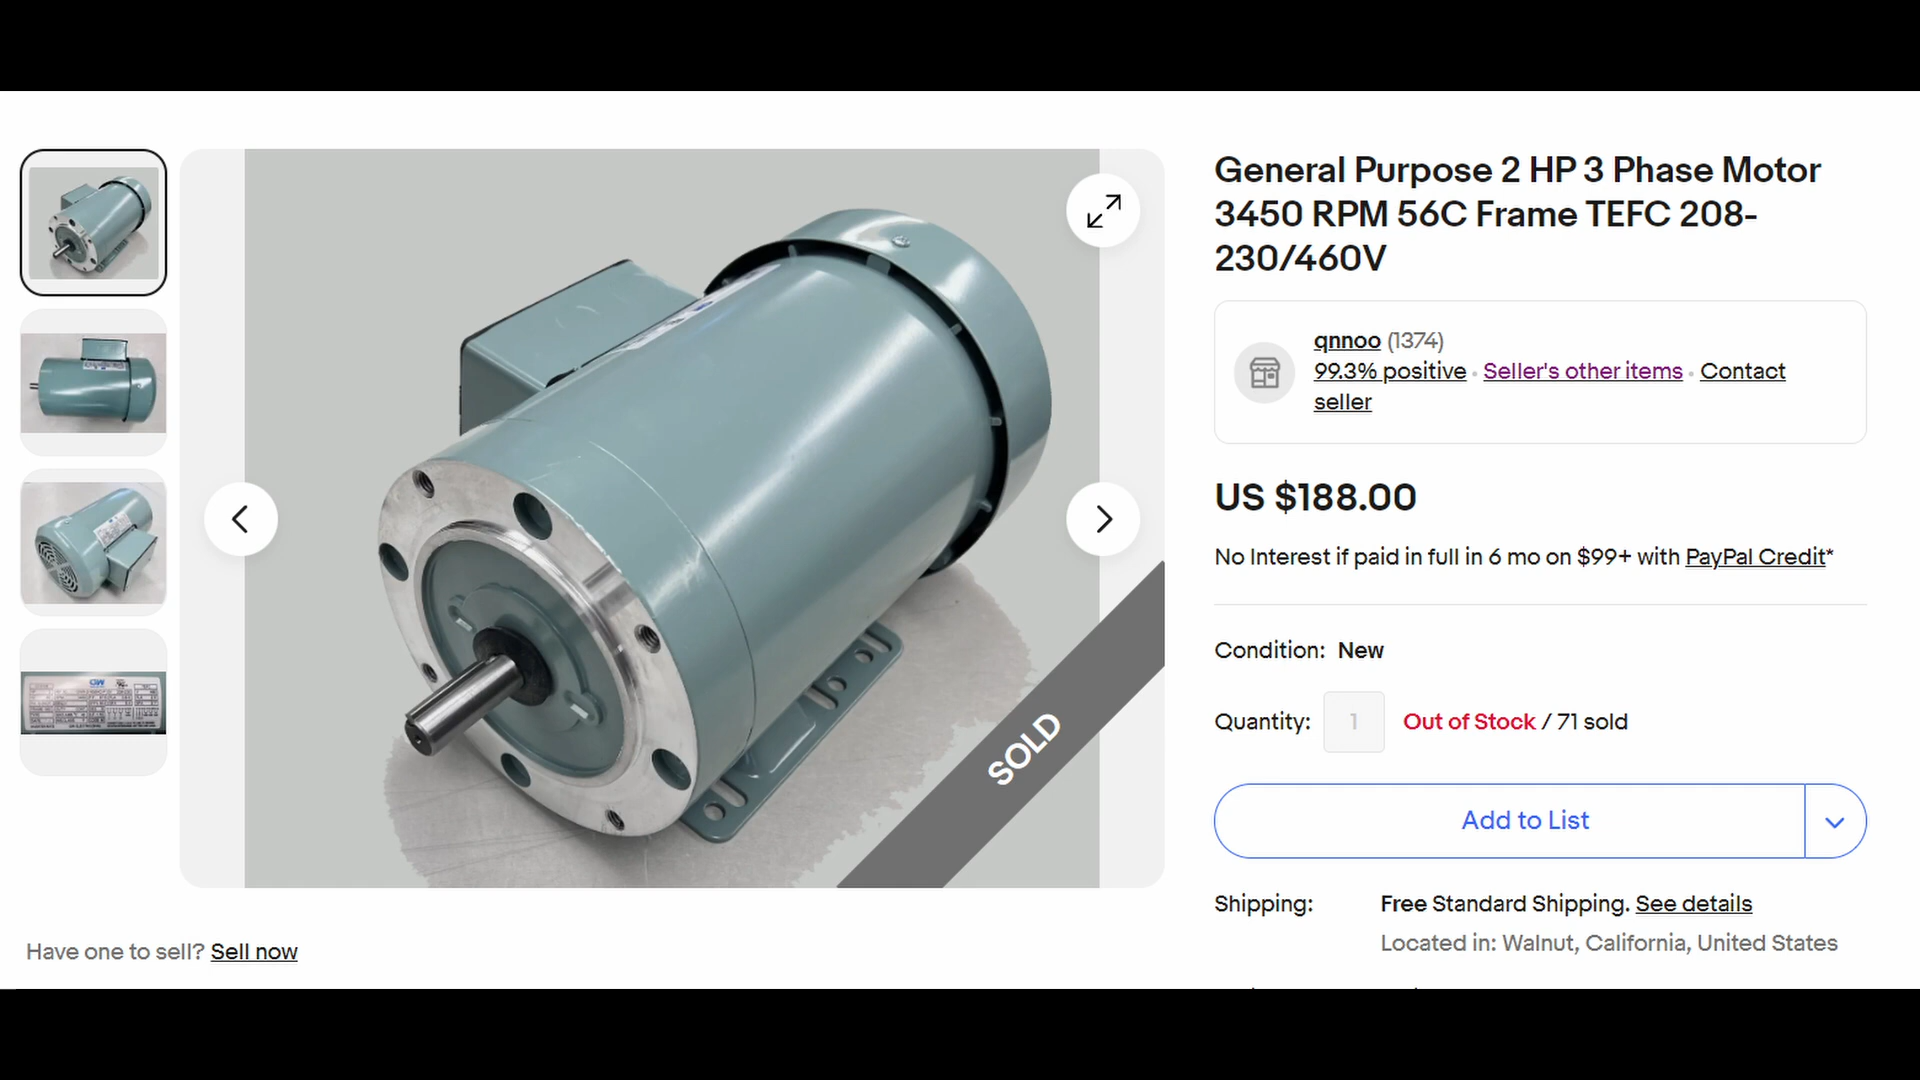 General Purpose 2 HP 3 Phase Motor
3450 RPM 56C Frame TEFC 208-
230/460V
qnnoo (1374)
99.3% positive • Seller's other items • Contact
seller
US $188.00
No Interest if paid in full in 6 mo on $99+ with PayPal Credit*
Condition: New
Quantity: 1 Out of Stock / 71 sold
Add to List
Shipping: Free Standard Shipping. See details
Located in: Walnut, California, United States
SOLD
Have one to sell? Sell now